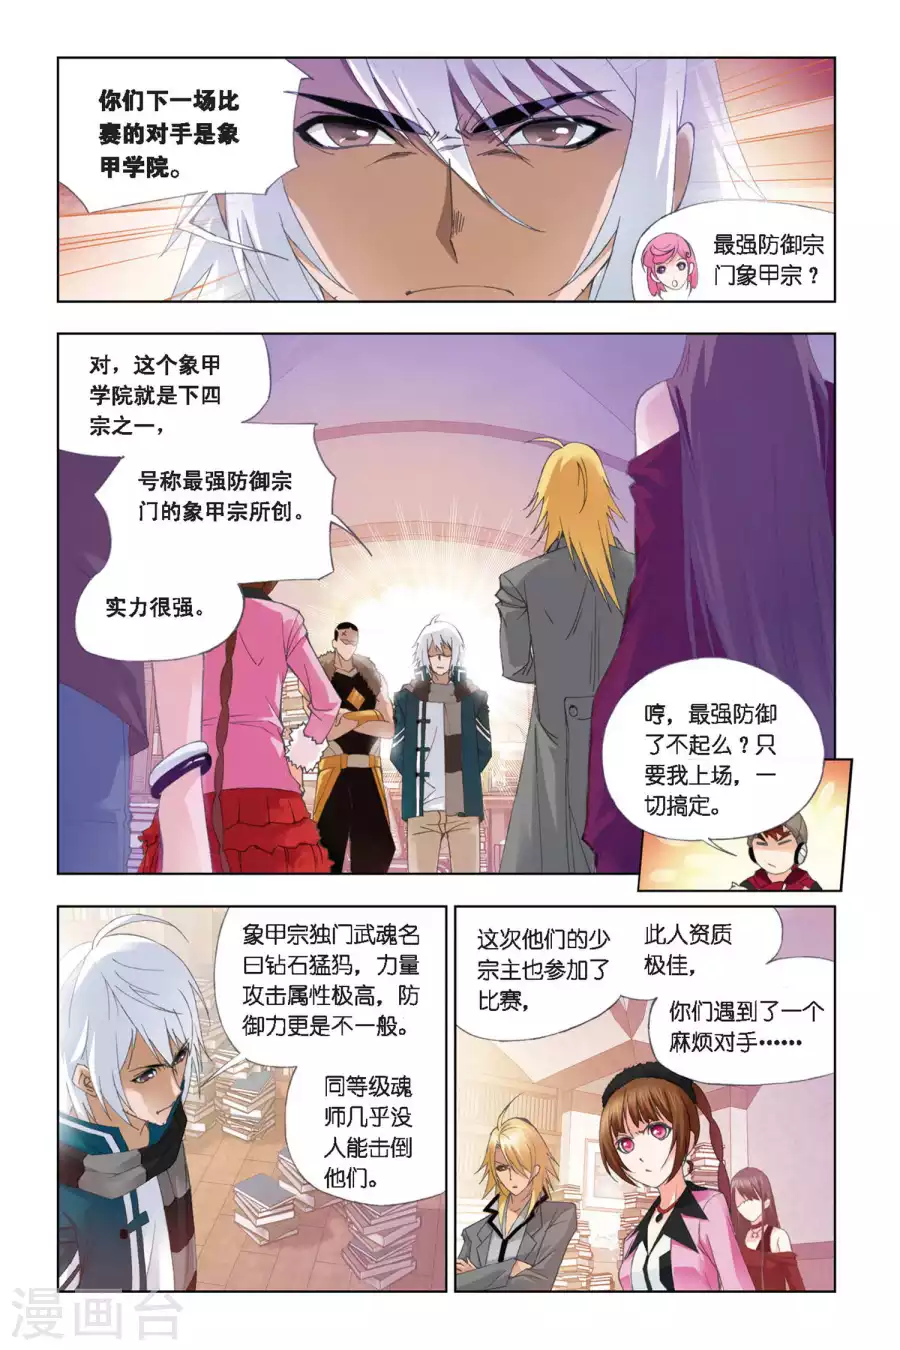 你们下一场比
赛的对手是象
甲学院。
最强防御宗
门象甲宗？
对，这个象甲
学院就是下四
宗之一，
号称最强防御宗
门的象甲宗所创。
实力很强。
哼，最强防御
了不起么？只
要我上场，一
切搞定。
象甲宗独门武魂名
曰钻石猛犸，力量
攻击属性极高，防
御力更是不一般。
同等级魂
师几乎没
人能击倒
他们。
这次他们的少
宗主也参加了
比赛，
此人资质
极佳，
你们遇到了一个
麻烦对手……
漫画台